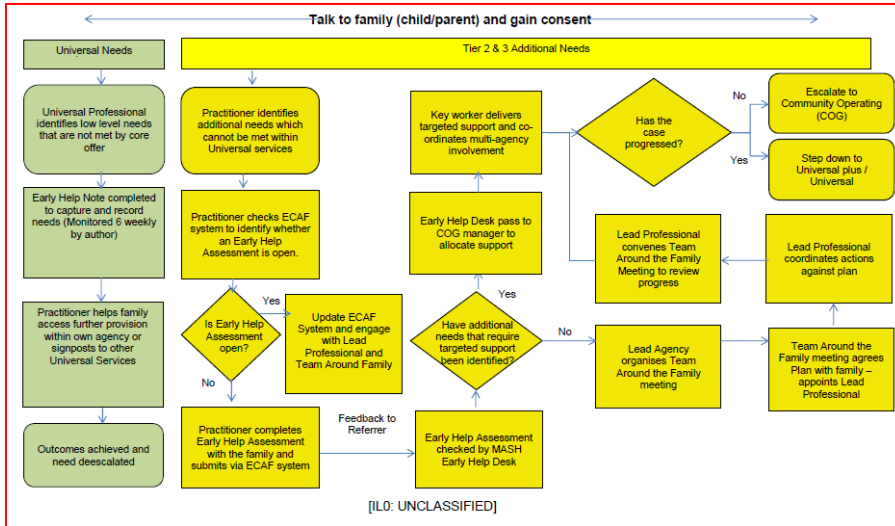 Talk to family (child/parent) and gain consent
Universal Needs
Tier 2 & 3 Additional Needs
Universal Professional
identifies low level needs
that are not met by core
offer
Early Help Note completed
to capture and record
needs (Monitored 6 weekly
by author)
Practitioner helps family
access further provision
within own agency or
signposts to other
Universal Services
Outcomes achieved and
need deescalated
Practitioner identifies
additional needs which
cannot be met within
Universal services
Practitioner checks ECAF
system to identify whether
an Early Help
Assessment is open.
Is Early Help
Assessment
open?
Yes
Update ECAF
System and engage
with Lead
Professional and
Team Around Family
No
Practitioner completes
Early Help Assessment
with the family and
submits via ECAF system
Feedback to
Referrer
Early Help Assessment
checked by MASH
Early Help Desk
Have additional
needs that require
targeted support
been identified?
Yes
Early Help Desk pass to
COG manager to
allocate support
Key worker delivers
targeted support and co-
ordinates multi-agency
involvement
No
Lead Agency
organises Team
Around the Family
meeting
Team Around the
Family meeting agrees
Plan with family –
appoints Lead
Professional
Lead Professional
coordinates actions
against plan
Lead Professional
convenes Team
Around the Family
Meeting to review
progress
Has the
case
progressed?
No
Escalate to
Community Operating
(COG)
Yes
Step down to
Universal plus /
Universal
[IL0: UNCLASSIFIED]